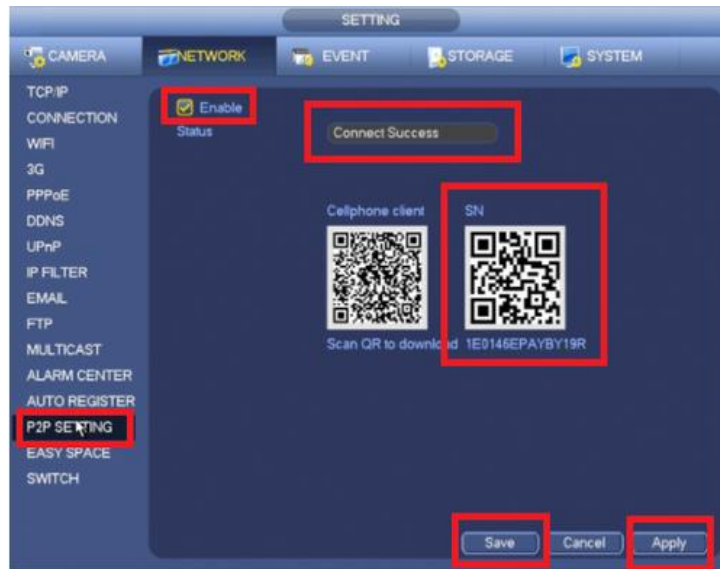 SETTING
CAMERA NETWORK EVENT STORAGE SYSTEM
TCP/IP
CONNECTION
WIFI
3G
PPPoE
DDNS
UPnP
IP FILTER
EMAIL
FTP
MULTICAST
ALARM CENTER
AUTO REGISTER
P2P SETTING
EASY SPACE
SWITCH
Enable
Status Connect Success
Cellphone client SN
Scan QR to download 1E0146EPAYBY19R
Save Cancel Apply